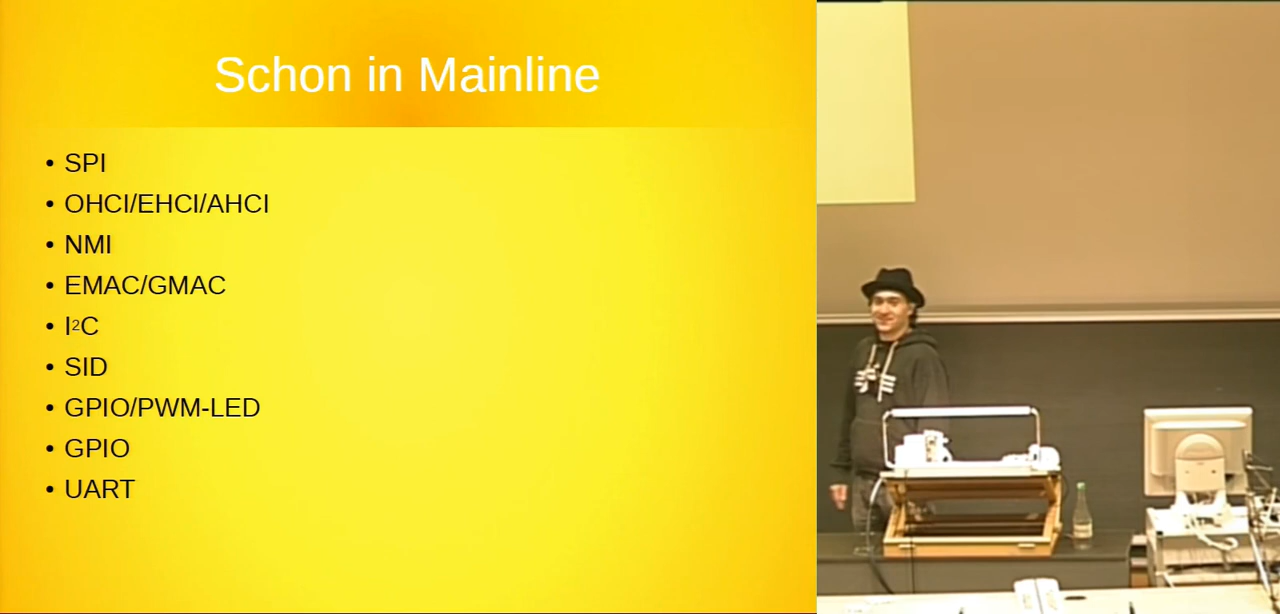 Schon in Mainline
• SPI
• OHCI/EHCI/AHCI
• NMI
• EMAC/GMAC
• I²C
• SID
• GPIO/PWM-LED
• GPIO
• UART